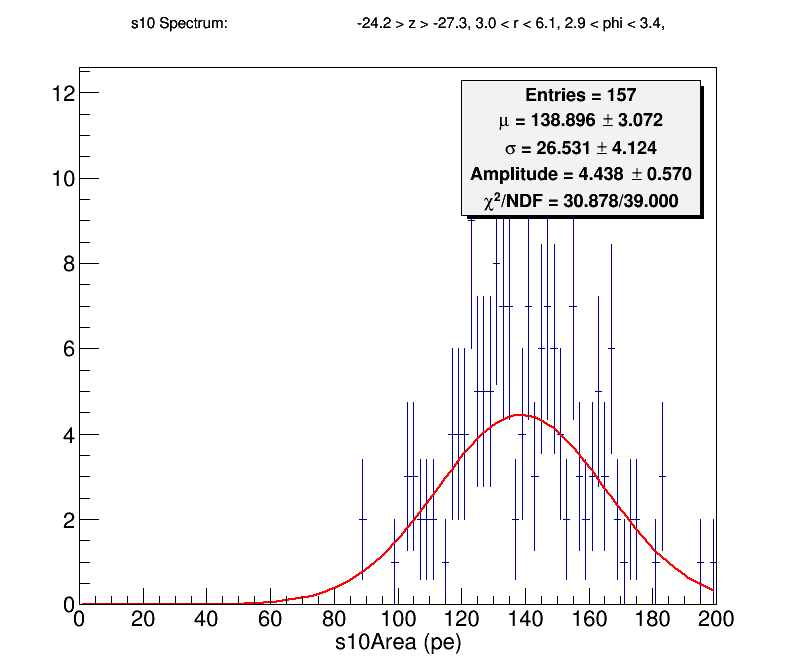 s10 Spectrum: -24.2 > z > -27.3, 3.0 < r < 6.1, 2.9 < phi < 3.4,
Entries = 157
μ = 138.896 ± 3.072
σ = 26.531 ± 4.124
Amplitude = 4.438 ± 0.570
χ²/NDF = 30.878/39.000
12
10
8
6
4
2
0
0 20 40 60 80 100 120 140 160 180 200
s10Area (pe)